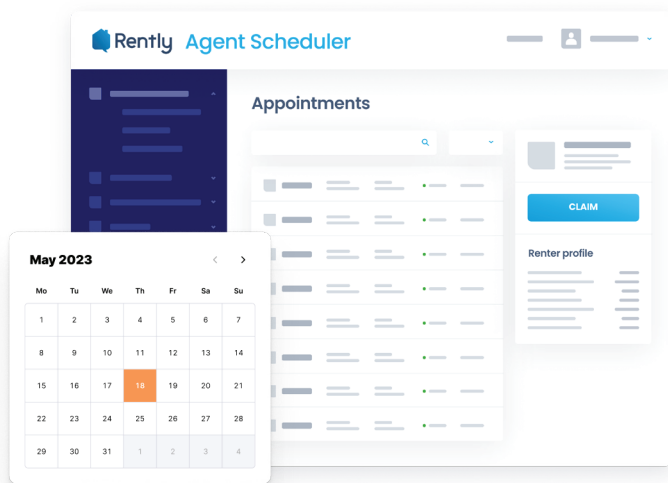 Rently Agent Scheduler
Appointments
CLAIM
Renter profile
May 2023
Mo Tu We Th Fr Sa Su
1 2 3 4 5 6 7
8 9 10 11 12 13 14
15 16 17 18 19 20 21
22 23 24 25 26 27 28
29 30 31 1 2 3 4